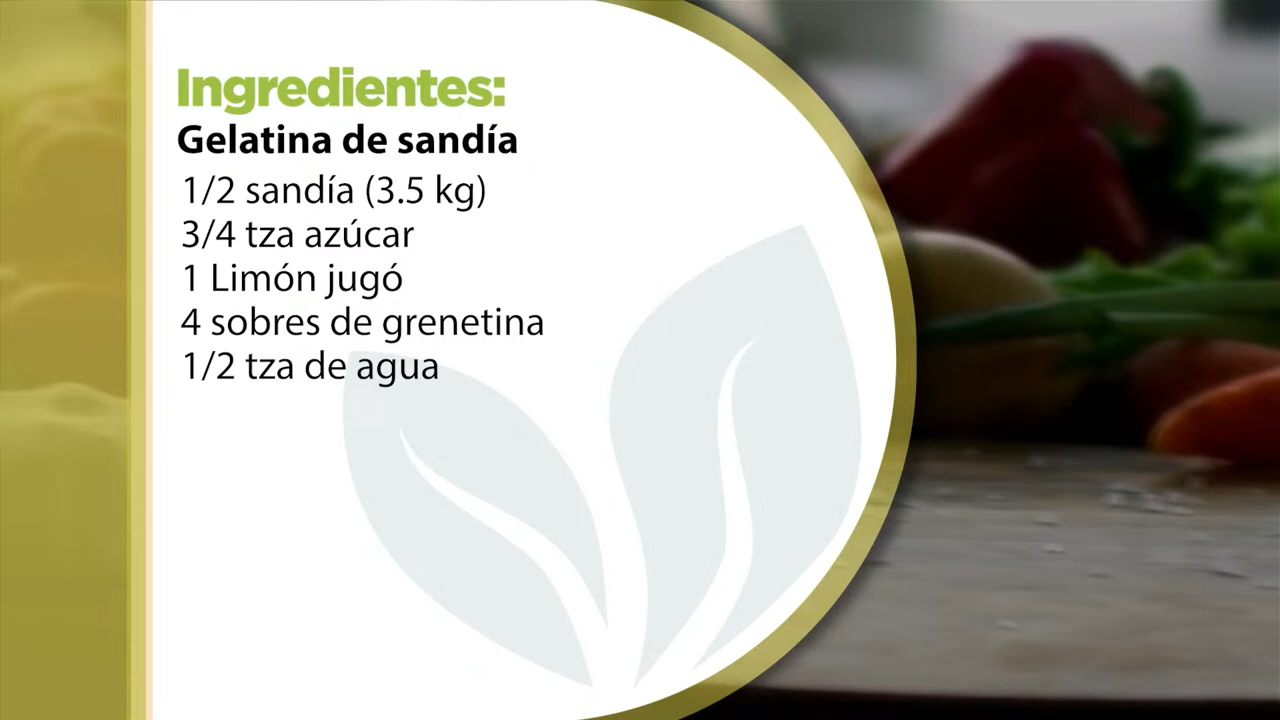 Ingredientes:
Gelatina de sandía
1/2 sandía (3.5 kg)
3/4 tza azúcar
1 Limón jugó
4 sobres de grenetina
1/2 tza de agua